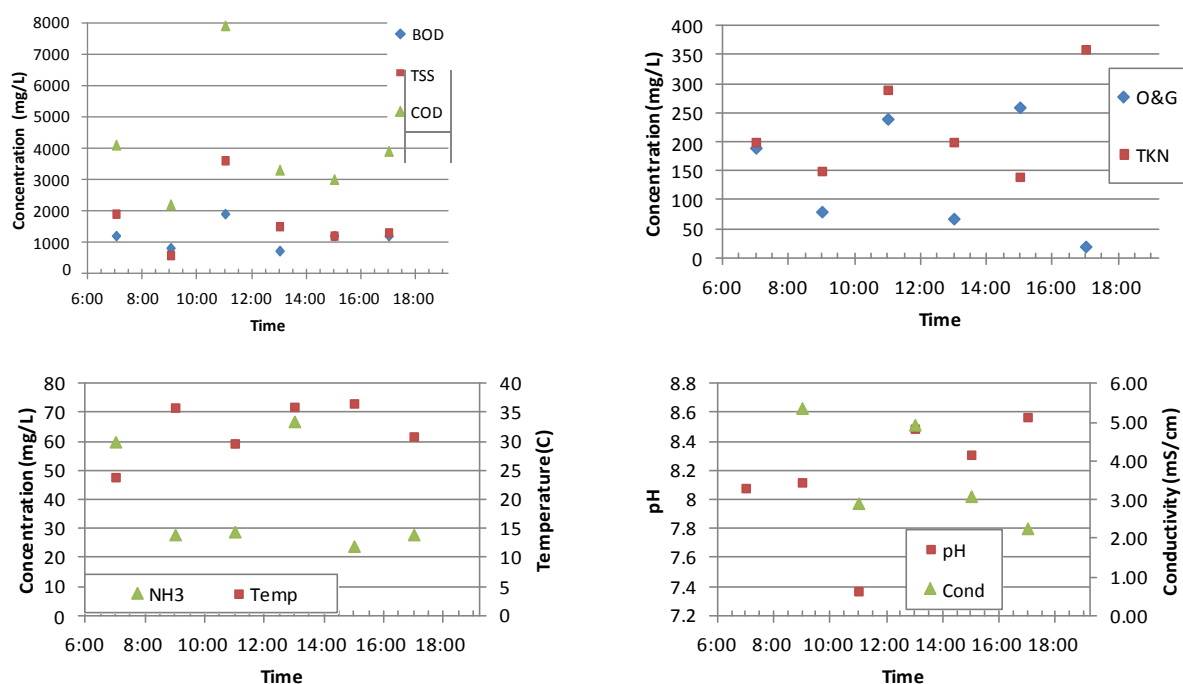 8000
7000
6000
5000
4000
3000
2000
1000
0
Concentration (mg/L)
BOD
TSS
COD
6:00 8:00 10:00 12:00 14:00 16:00 18:00
Time
400
350
300
250
200
150
100
50
0
Concentration (mg/L)
O&G
TKN
6:00 8:00 10:00 12:00 14:00 16:00 18:00
Time
80
70
60
50
40
30
20
10
0
Concentration (mg/L)
NH3 Temp
40
35
30
25
20
15
10
5
0
Temperature(C)
6:00 8:00 10:00 12:00 14:00 16:00 18:00
Time
8.8
8.6
8.4
8.2
8
7.8
7.6
7.4
7.2
pH
pH
Cond
6.00
5.00
4.00
3.00
2.00
1.00
0.00
Conductivity (mS/cm)
6:00 8:00 10:00 12:00 14:00 16:00 18:00
Time